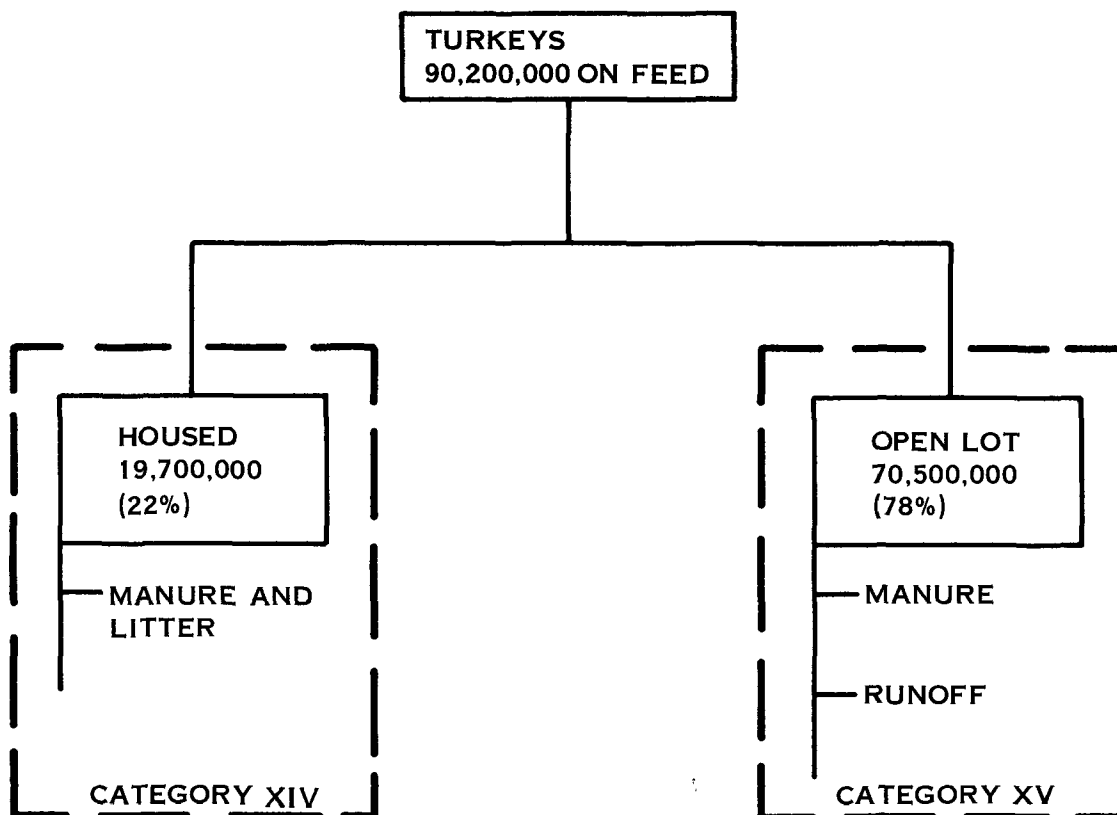 TURKEYS
90,200,000 ON FEED
HOUSED
19,700,000
(22%)
MANURE AND
LITTER
CATEGORY XIV
OPEN LOT
70,500,000
(78%)
MANURE
RUNOFF
CATEGORY XV